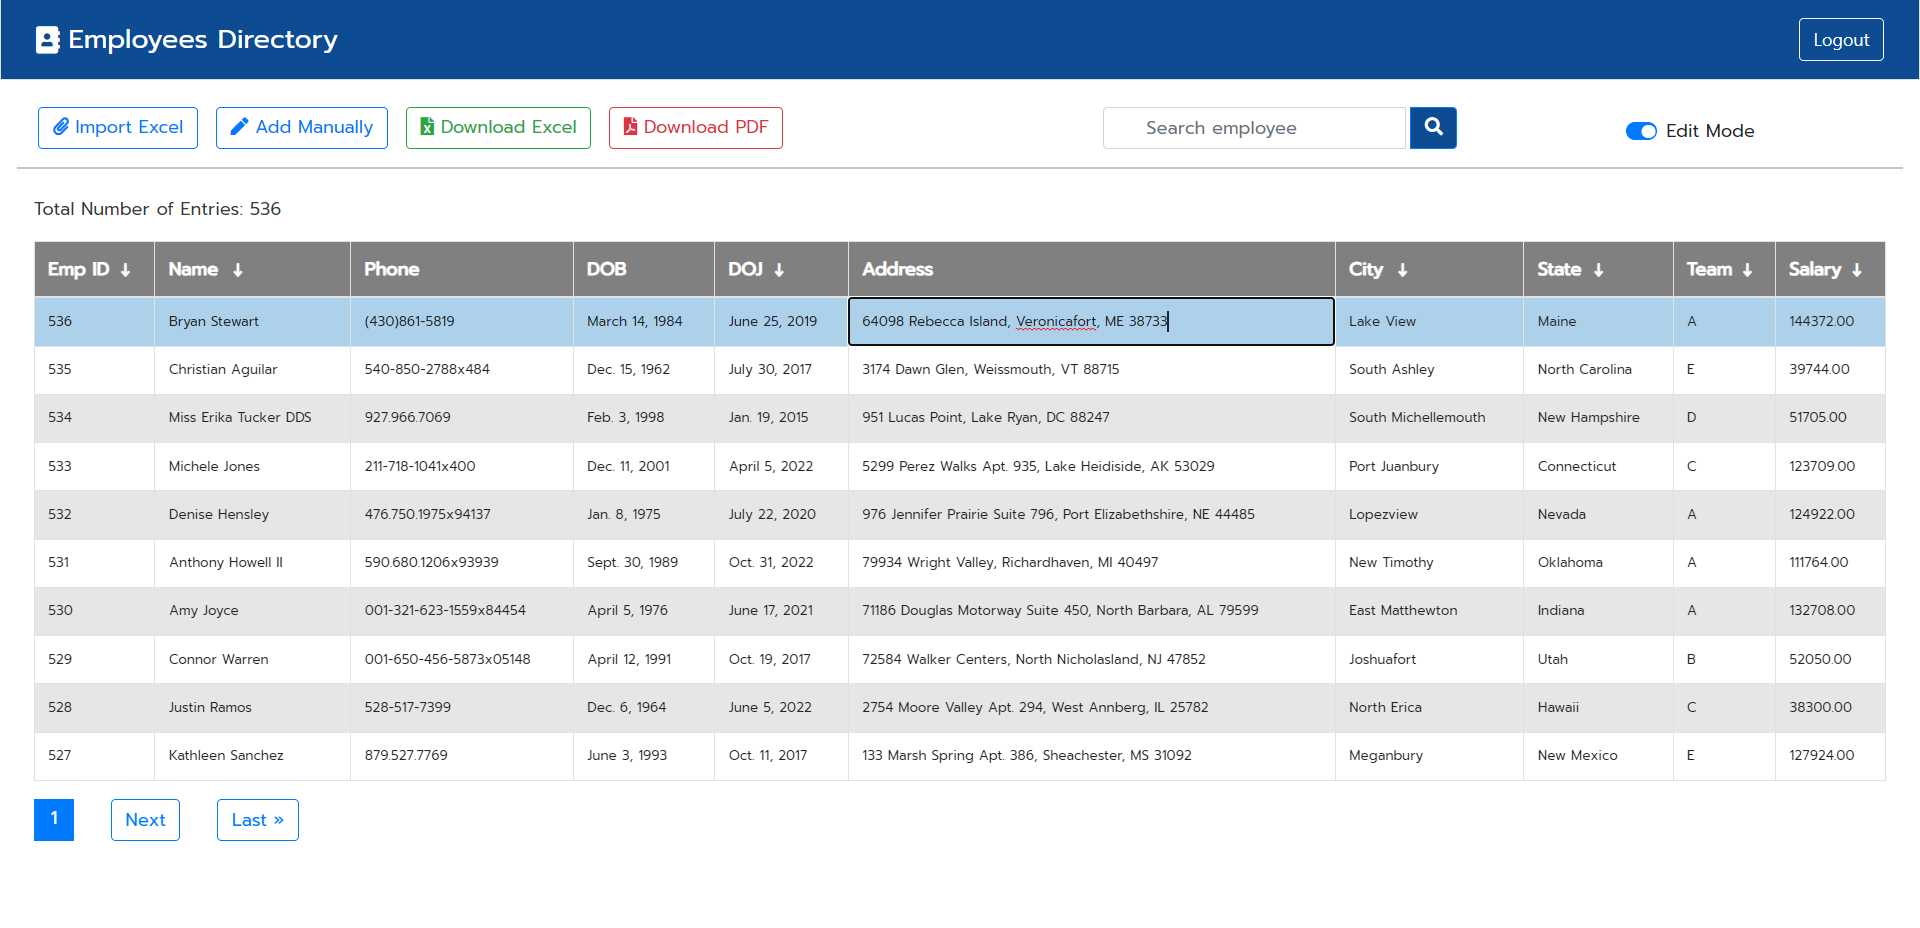 Employees Directory
Logout
Import Excel Add Manually Download Excel Download PDF Search employee Edit Mode
Total Number of Entries: 536
Emp ID ↓ Name ↓ Phone DOB DOJ ↓ Address City ↓ State ↓ Team ↓ Salary ↓
536 Bryan Stewart (430)861-5819 March 14, 1984 June 25, 2019 64098 Rebecca Island, Veronicafort, ME 38733 Lake View Maine A 144372.00
535 Christian Aguilar 540-850-2788x484 Dec. 15, 1962 July 30, 2017 3174 Dawn Glen, Weissmouth, VT 88715 South Ashley North Carolina E 39744.00
534 Miss Erika Tucker DDS 927.966.7069 Feb. 3, 1998 Jan. 19, 2015 951 Lucas Point, Lake Ryan, DC 88247 South Michellemouth New Hampshire D 51705.00
533 Michele Jones 211-718-1041x400 Dec. 11, 2001 April 5, 2022 5299 Perez Walks Apt. 935, Lake Heidiside, AK 53029 Port Juanbury Connecticut C 123709.00
532 Denise Hensley 476.750.1975x94137 Jan. 8, 1975 July 22, 2020 976 Jennifer Prairie Suite 796, Port Elizabethshire, NE 44485 Lopezview Nevada A 124922.00
531 Anthony Howell II 590.680.1206x93939 Sept. 30, 1989 Oct. 31, 2022 79934 Wright Valley, Richardhaven, MI 40497 New Timothy Oklahoma A 111764.00
530 Amy Joyce 001-321-623-1559x84454 April 5, 1976 June 17, 2021 71186 Douglas Motorway Suite 450, North Barbara, AL 79599 East Matthewton Indiana A 132708.00
529 Connor Warren 001-650-456-5873x05148 April 12, 1991 Oct. 19, 2017 72584 Walker Centers, North Nicholasland, NJ 47852 Joshuafort Utah B 52050.00
528 Justin Ramos 528-517-7399 Dec. 6, 1964 June 5, 2022 2754 Moore Valley Apt. 294, West Annberg, IL 25782 North Erica Hawaii C 38300.00
527 Kathleen Sanchez 879.527.7769 June 3, 1993 Oct. 11, 2017 133 Marsh Spring Apt. 386, Sheachester, MS 31092 Meganbury New Mexico E 127924.00
1 Next Last »